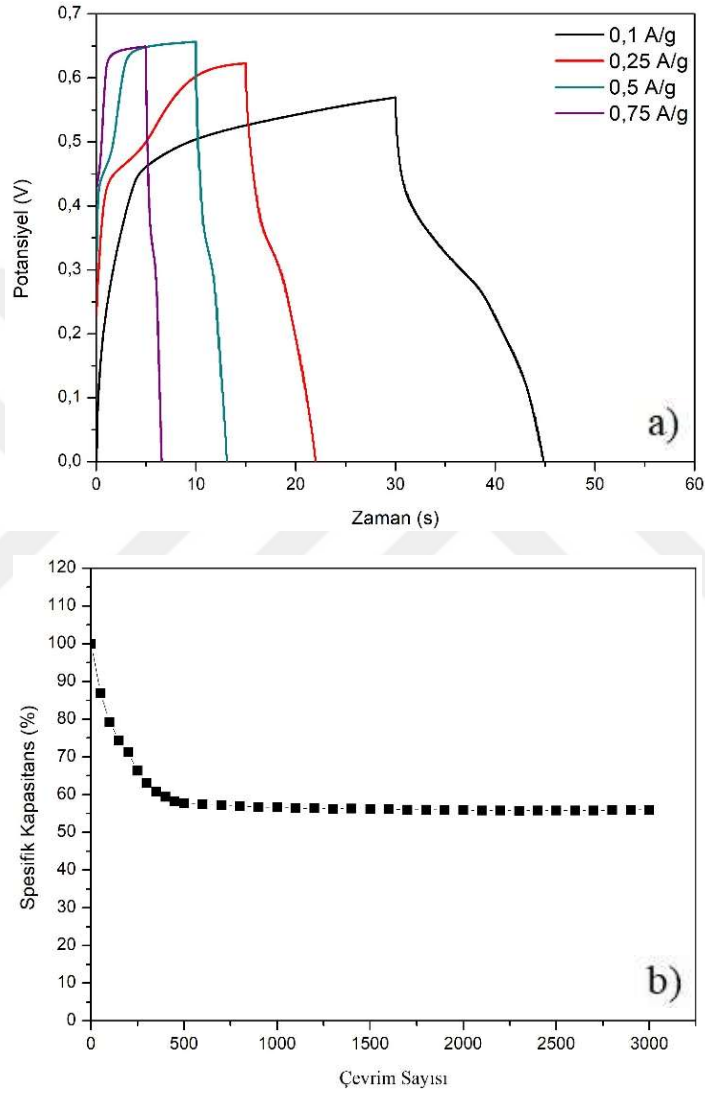 0,7
0,6
0,5
0,4
0,3
0,2
0,1
0,0
Potansiyel (V)
0,1 A/g
0,25 A/g
0,5 A/g
0,75 A/g
a)
0 10 20 30 40 50 60
Zaman (s)
120
110
100
90
80
70
60
50
40
30
20
10
0
Spesifik Kapasitans (%)
b)
0 500 1000 1500 2000 2500 3000
Çevrim Sayısı